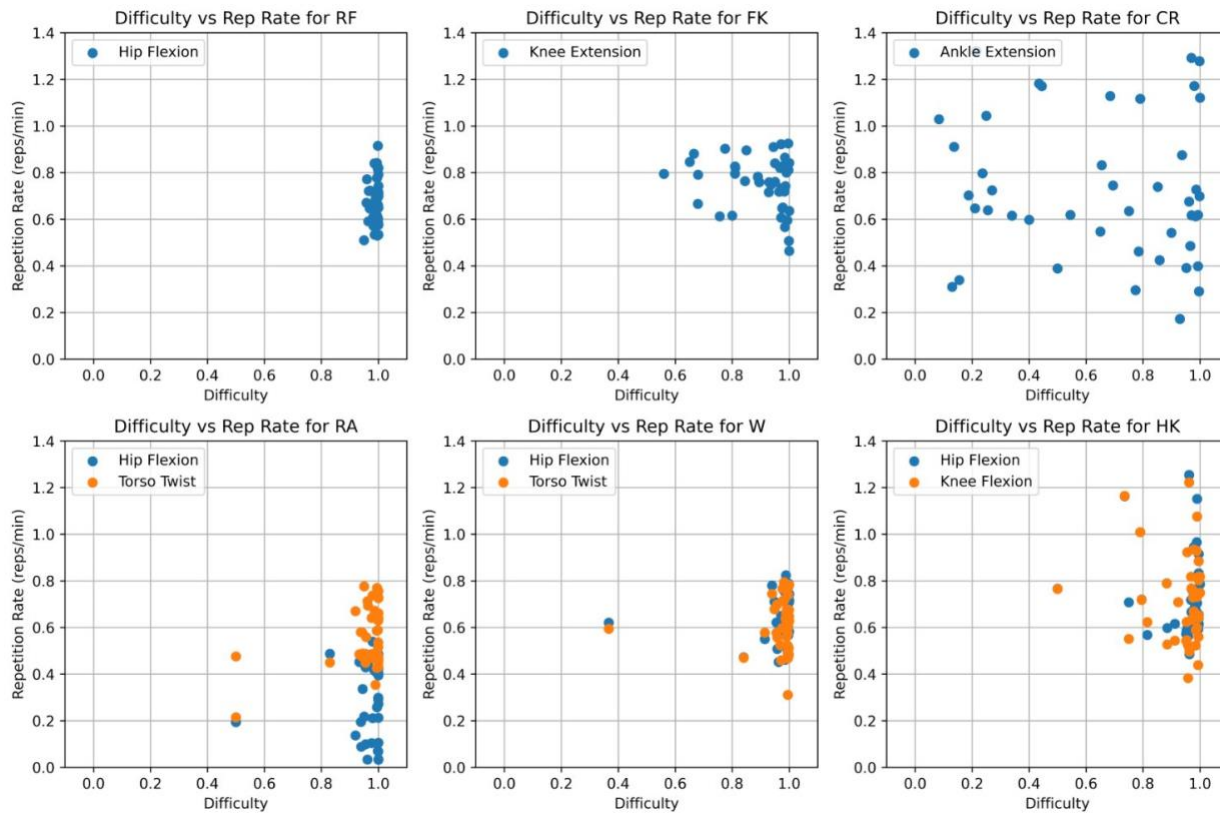 Difficulty vs Rep Rate for RF
Hip Flexion
Repetition Rate (reps/min)
1.4
1.2
1.0
0.8
0.6
0.4
0.2
0.0
0.0 0.2 0.4 0.6 0.8 1.0
Difficulty
Difficulty vs Rep Rate for FK
Knee Extension
Repetition Rate (reps/min)
1.4
1.2
1.0
0.8
0.6
0.4
0.2
0.0
0.0 0.2 0.4 0.6 0.8 1.0
Difficulty
Difficulty vs Rep Rate for CR
Ankle Extension
Repetition Rate (reps/min)
1.4
1.2
1.0
0.8
0.6
0.4
0.2
0.0
0.0 0.2 0.4 0.6 0.8 1.0
Difficulty
Difficulty vs Rep Rate for RA
Hip Flexion
Torso Twist
Repetition Rate (reps/min)
1.4
1.2
1.0
0.8
0.6
0.4
0.2
0.0
0.0 0.2 0.4 0.6 0.8 1.0
Difficulty
Difficulty vs Rep Rate for W
Hip Flexion
Torso Twist
Repetition Rate (reps/min)
1.4
1.2
1.0
0.8
0.6
0.4
0.2
0.0
0.0 0.2 0.4 0.6 0.8 1.0
Difficulty
Difficulty vs Rep Rate for HK
Hip Flexion
Knee Flexion
Repetition Rate (reps/min)
1.4
1.2
1.0
0.8
0.6
0.4
0.2
0.0
0.0 0.2 0.4 0.6 0.8 1.0
Difficulty